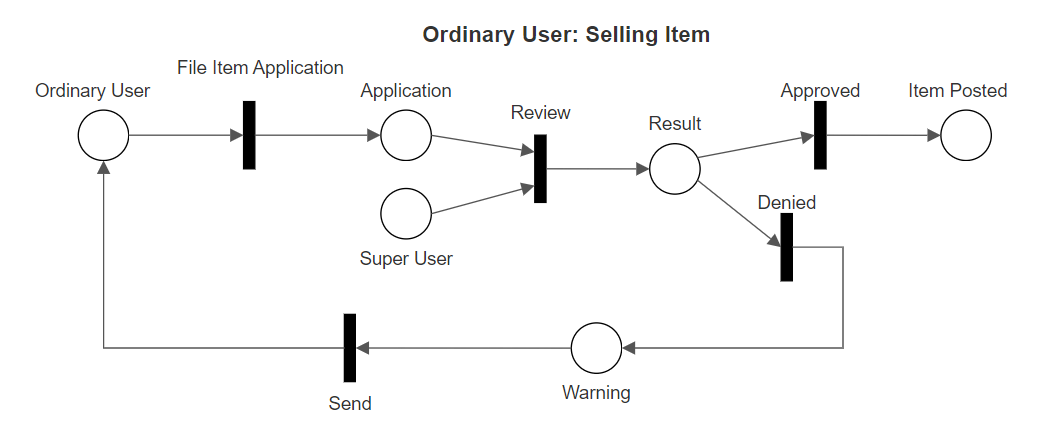 Ordinary User: Selling Item
File Item Application
Ordinary User
Application
Approved
Item Posted
Review
Result
Denied
Super User
Warning
Send